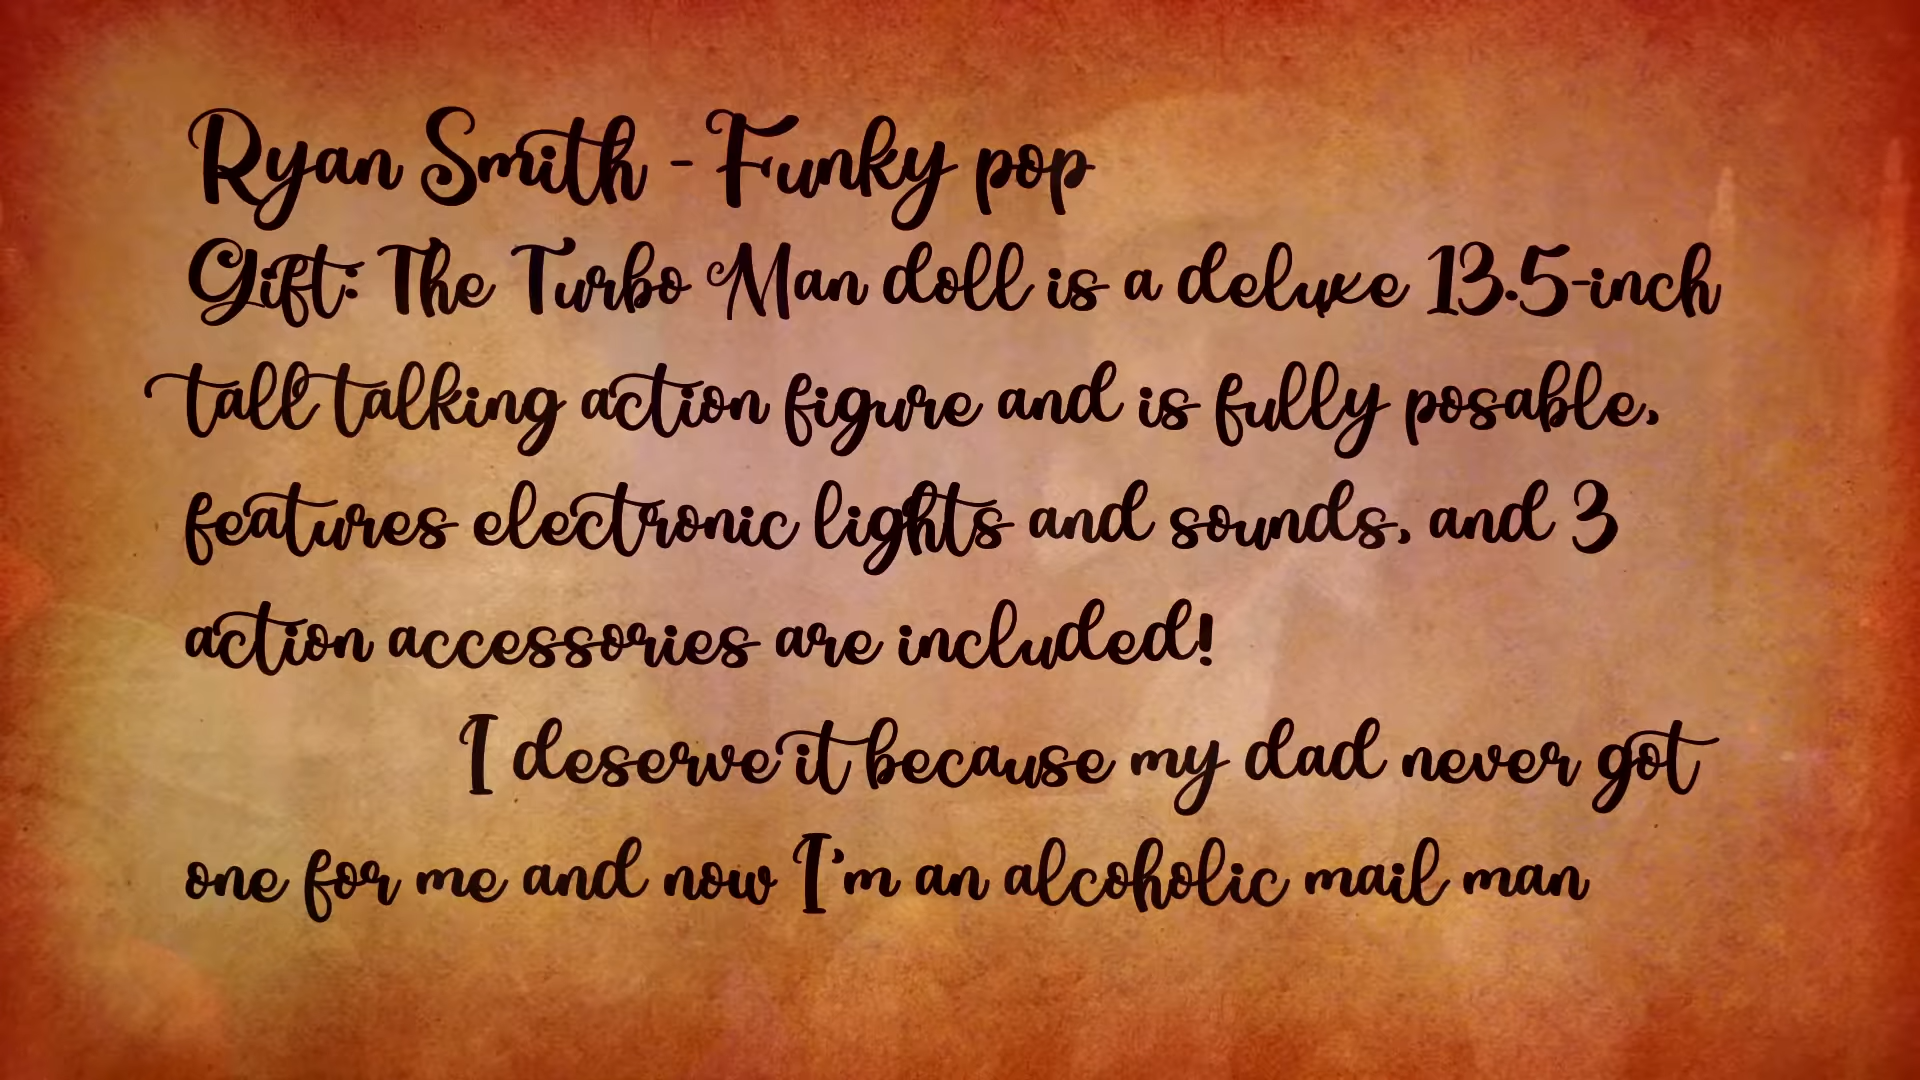 Ryan Smith - Funky pop
Gift: The Turbo Man doll is a deluxe 13.5-inch
tall talking action figure and is fully posable,
features electronic lights and sounds, and 3
action accessories are included!
I deserve it because my dad never got
one for me and now I'm an alcoholic mail man